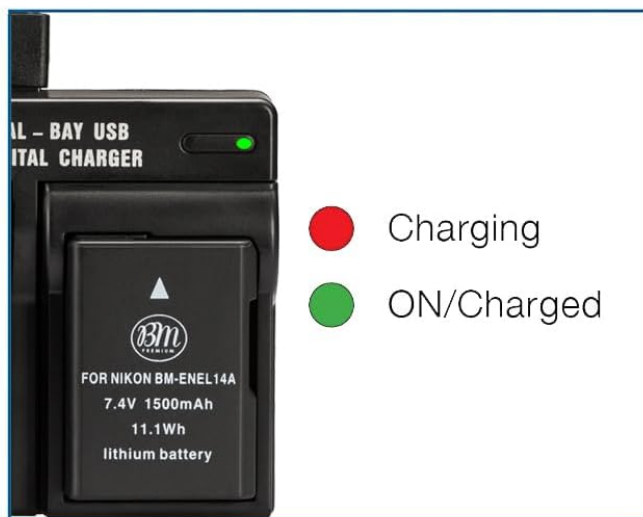 AL – BAY USB
ITAL CHARGER
Charging
ON/Charged
BM
PREMIUM
FOR NIKON BM-ENEL14A
7.4V 1500mAh
11.1Wh
lithium battery